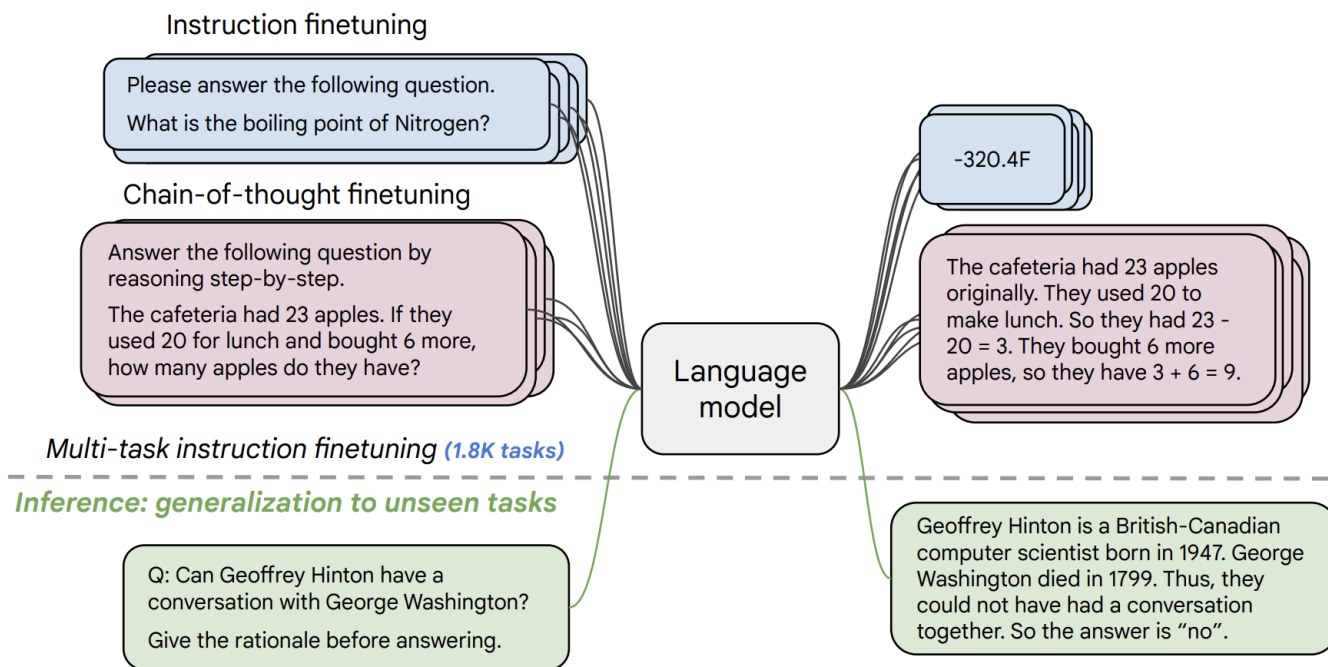 Instruction finetuning
Please answer the following question.
What is the boiling point of Nitrogen?
-320.4F
Chain-of-thought finetuning
Answer the following question by
reasoning step-by-step.
The cafeteria had 23 apples. If they
used 20 for lunch and bought 6 more,
how many apples do they have?
Language
model
The cafeteria had 23 apples
originally. They used 20 to
make lunch. So they had 23 -
20 = 3. They bought 6 more
apples, so they have 3 + 6 = 9.
Multi-task instruction finetuning (1.8K tasks)
Inference: generalization to unseen tasks
Q: Can Geoffrey Hinton have a
conversation with George Washington?
Give the rationale before answering.
Geoffrey Hinton is a British-Canadian
computer scientist born in 1947. George
Washington died in 1799. Thus, they
could not have had a conversation
together. So the answer is “no”.